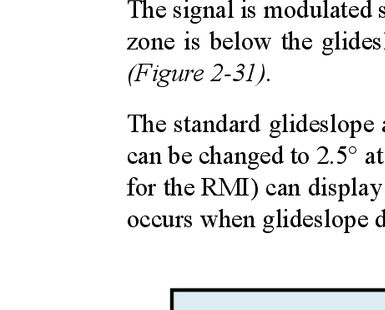 The signal is modulated s
zone is below the glidesl
(Figure 2-31).
The standard glideslope a
can be changed to 2.5° at
for the RMI) can display
occurs when glideslope d